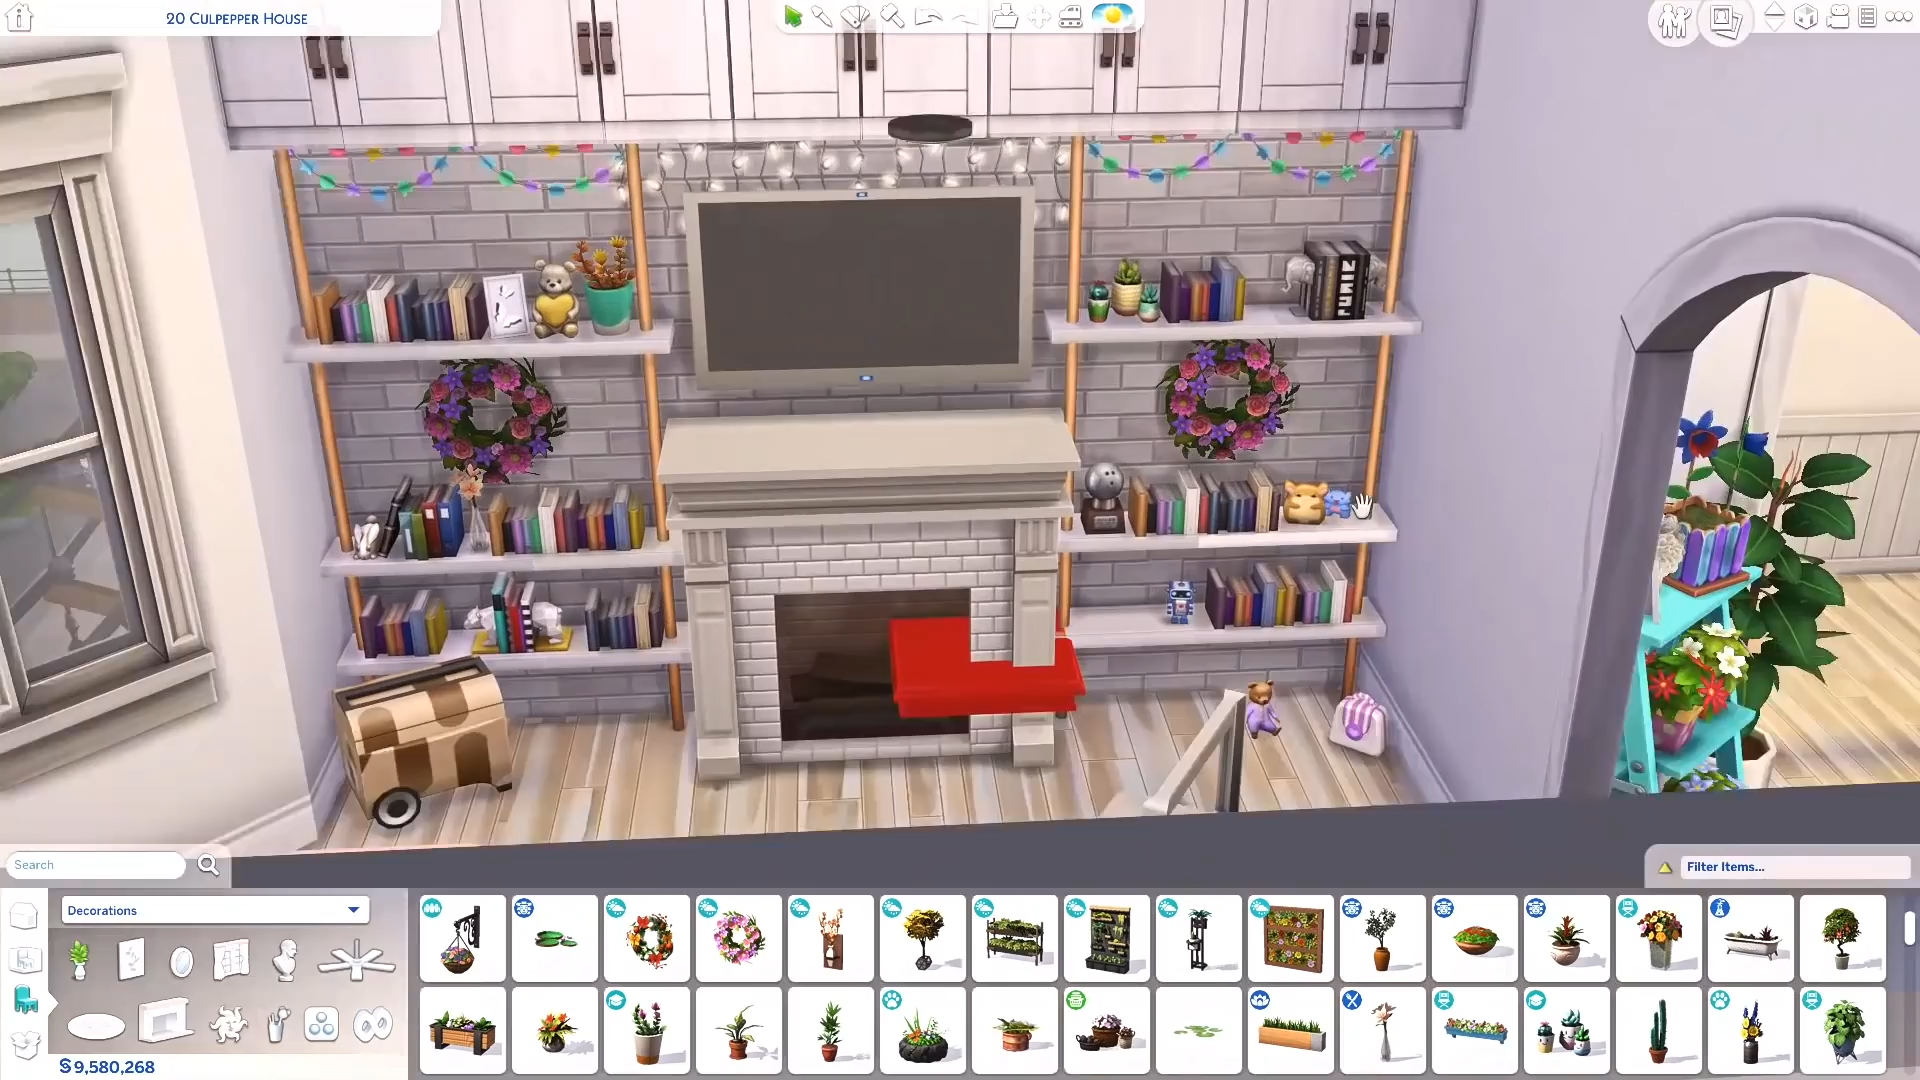 20 Culpepper House
Search
Filter Items...
Decorations
§9,580,268